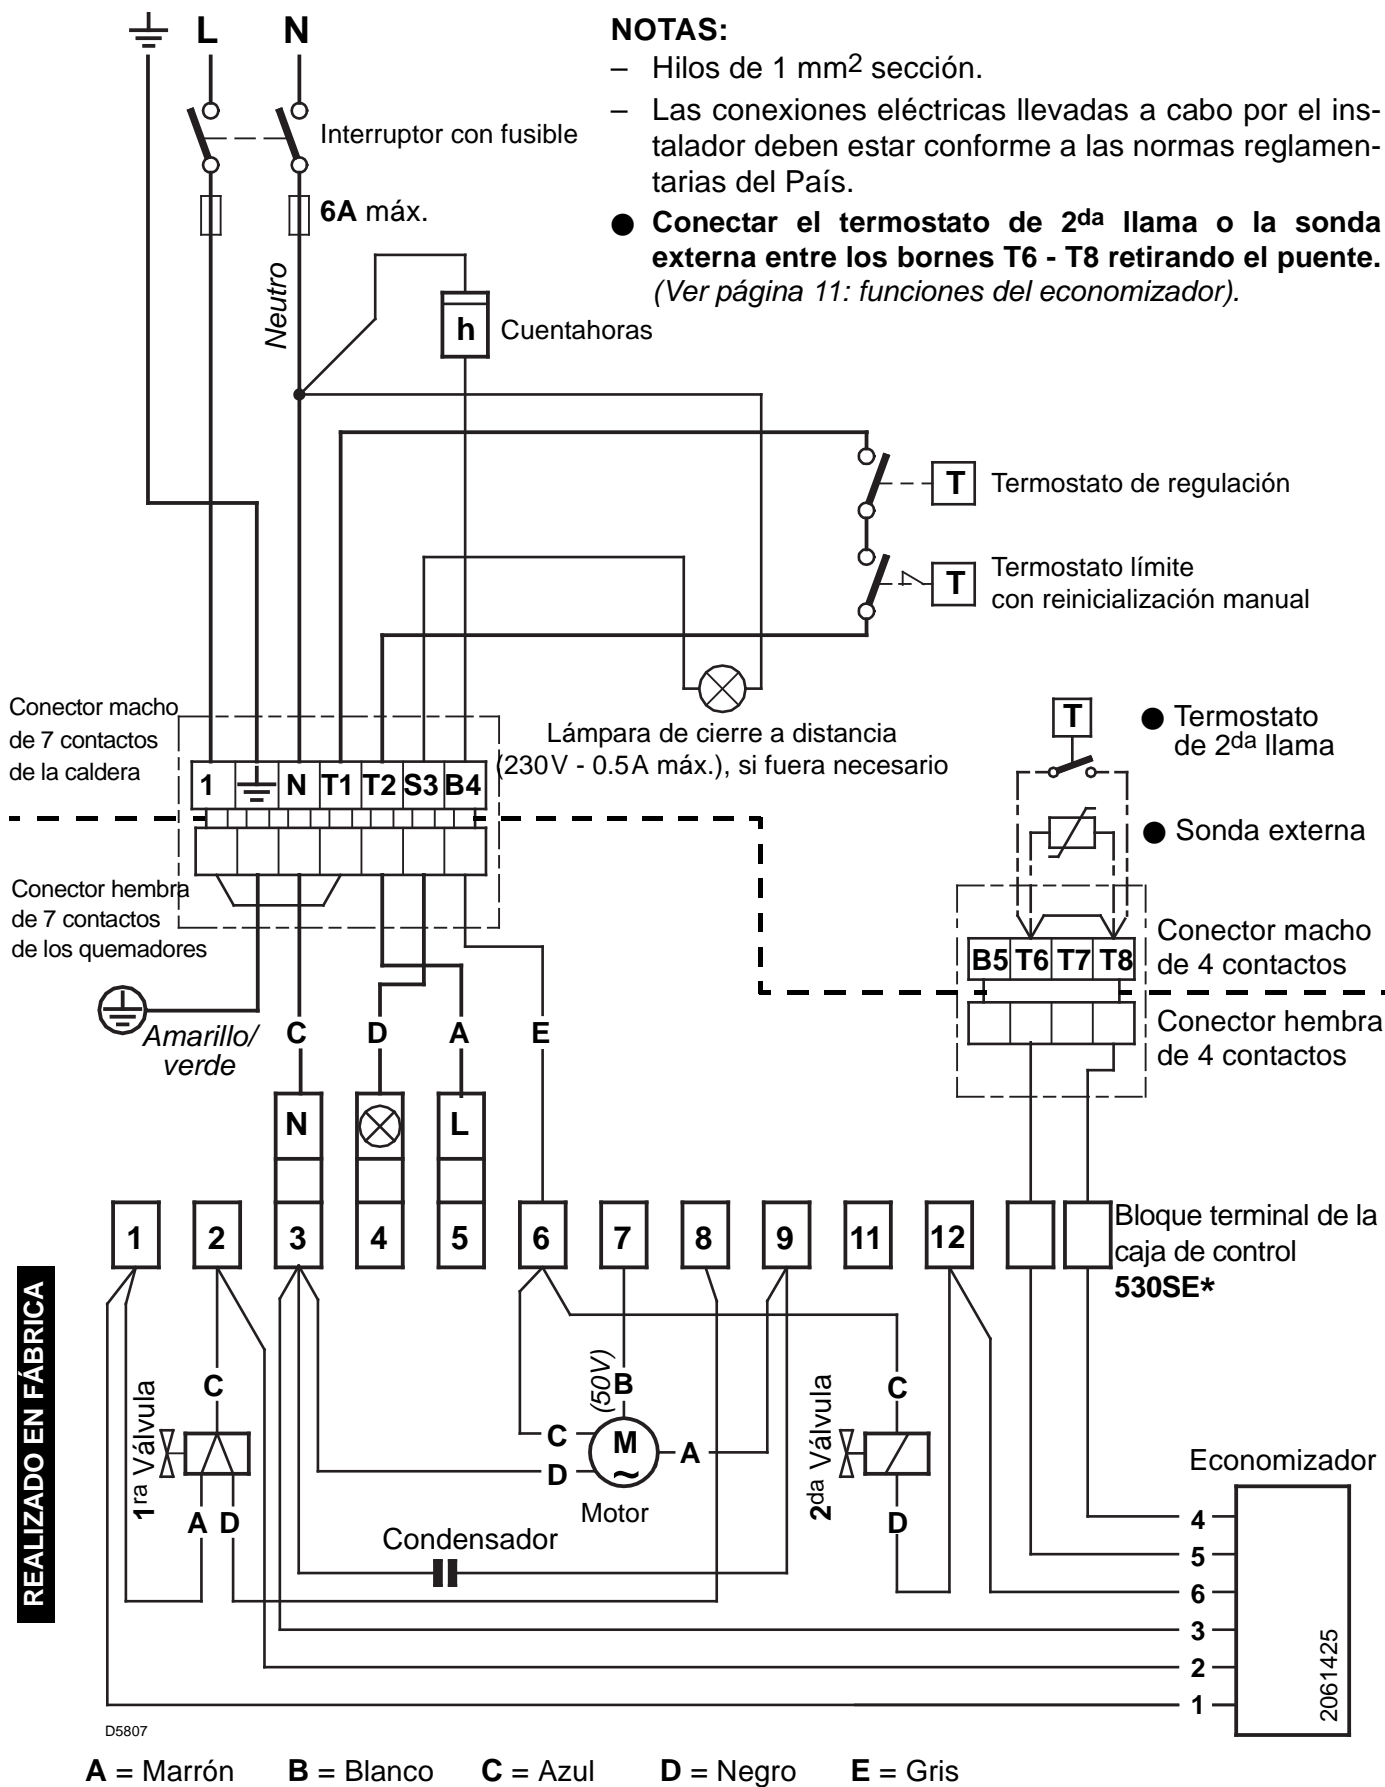 L N
NOTAS:
– Hilos de 1 mm2 sección.
– Las conexiones eléctricas llevadas a cabo por el ins-
talador deben estar conforme a las normas reglamen-
tarias del País.
● Conectar el termostato de 2da llama o la sonda
externa entre los bornes T6 - T8 retirando el puente.
(Ver página 11: funciones del economizador).
Interruptor con fusible
6A máx.
Neutro
h Cuentahoras
T Termostato de regulación
T Termostato límite
con reinicialización manual
Lámpara de cierre a distancia
(230V - 0.5A máx.), si fuera necesario
Conector macho
de 7 contactos
de la caldera
1 N T1 T2 S3 B4
Conector hembra
de 7 contactos
de los quemadores
T
● Termostato
de 2da llama
● Sonda externa
B5 T6 T7 T8
Conector macho
de 4 contactos
Conector hembra
de 4 contactos
Amarillo/
verde
C D A E
N L
1 2 3 4 5 6 7 8 9 11 12
Bloque terminal de la
caja de control
530SE*
REALIZADO EN FÁBRICA
1ra Válvula
C
A D
(50V)
B
C
D
M
~
A
Motor
Condensador
2da Válvula
C
D
Economizador
4
5
6
3
2
1
2061425
D5807
A = Marrón B = Blanco C = Azul D = Negro E = Gris